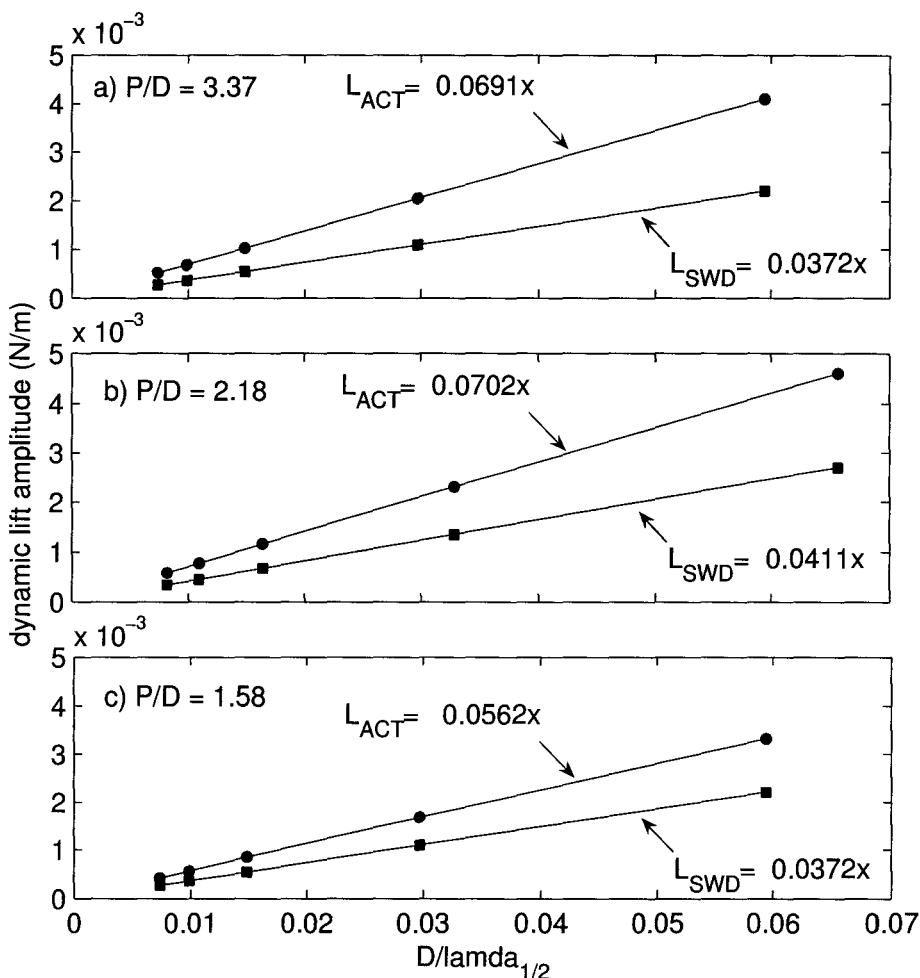 x 10⁻³
5
4
3
2
1
0
a) P/D = 3.37
L_ACT= 0.0691x
L_SWD= 0.0372x
x 10⁻³
5
4
3
2
1
0
b) P/D = 2.18
L_ACT= 0.0702x
L_SWD= 0.0411x
dynamic lift amplitude (N/m)
x 10⁻³
5
4
3
2
1
0
c) P/D = 1.58
L_ACT= 0.0562x
L_SWD= 0.0372x
0 0.01 0.02 0.03 0.04 0.05 0.06 0.07
D/lamda_1/2